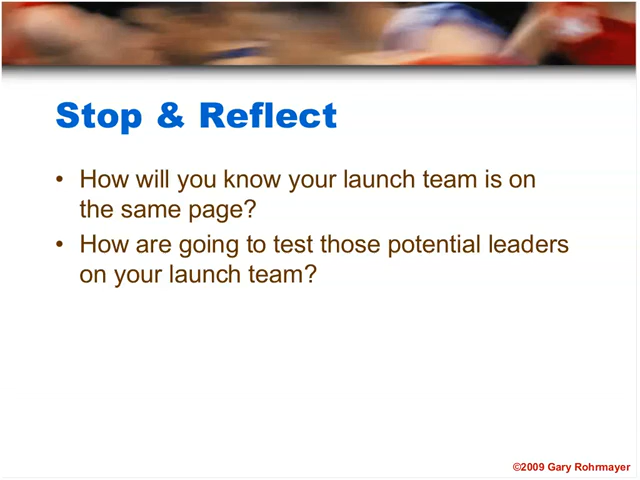 Stop & Reflect
• How will you know your launch team is on
the same page?
• How are going to test those potential leaders
on your launch team?
©2009 Gary Rohrmayer